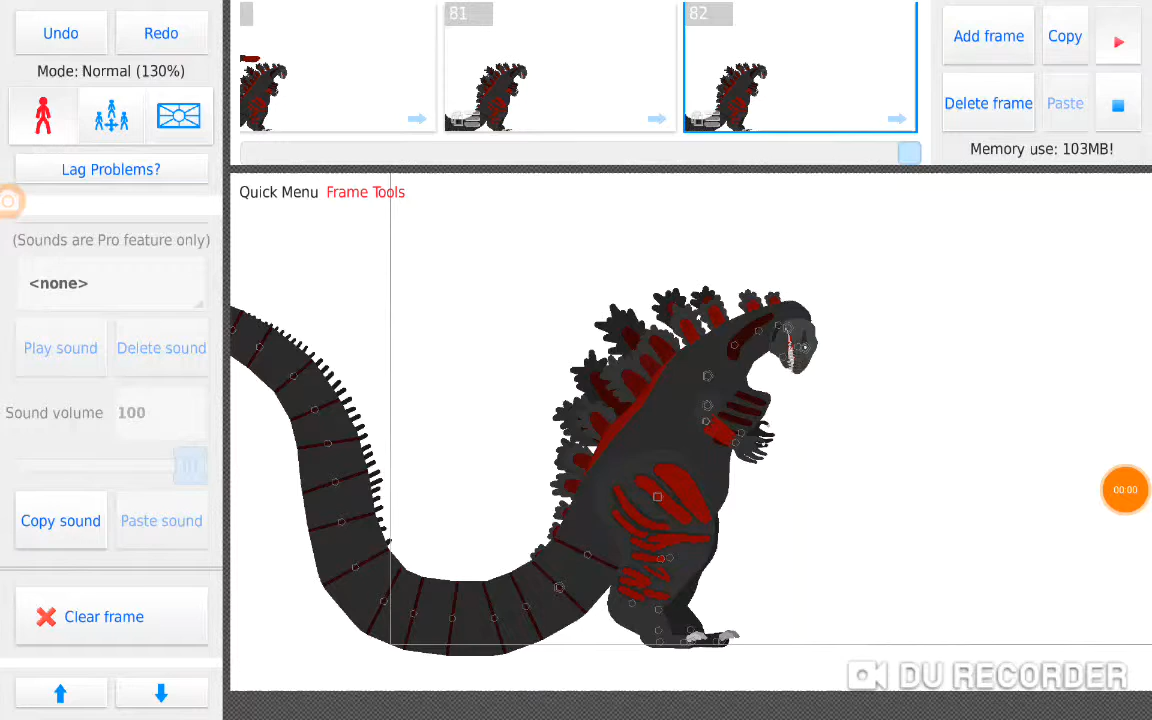 Undo
Redo
Mode: Normal (130%)
Lag Problems?
(Sounds are Pro feature only)
<none>
Play sound
Delete sound
Sound volume
100
Copy sound
Paste sound
Clear frame
81
82
Add frame
Copy
Delete frame
Paste
Memory use: 103MB!
Quick Menu Frame Tools
00:00
DU RECORDER